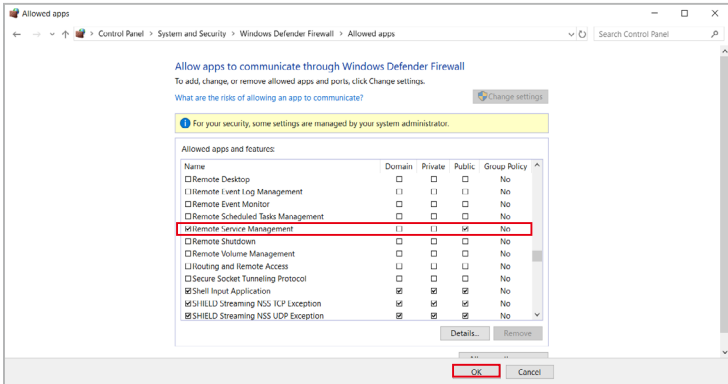 Allowed apps
Control Panel > System and Security > Windows Defender Firewall > Allowed apps
Search Control Panel
Allow apps to communicate through Windows Defender Firewall
To add, change, or remove allowed apps and ports, click Change settings.
What are the risks of allowing an app to communicate?
Change settings
For your security, some settings are managed by your system administrator.
Allowed apps and features:
Name Domain Private Public Group Policy
Remote Desktop No
Remote Event Log Management No
Remote Event Monitor No
Remote Scheduled Tasks Management No
Remote Service Management No
Remote Shutdown No
Remote Volume Management No
Routing and Remote Access No
Secure Socket Tunneling Protocol No
Shell Input Application No
SHIELD Streaming NSS TCP Exception No
SHIELD Streaming NSS UDP Exception No
Details... Remove
OK Cancel